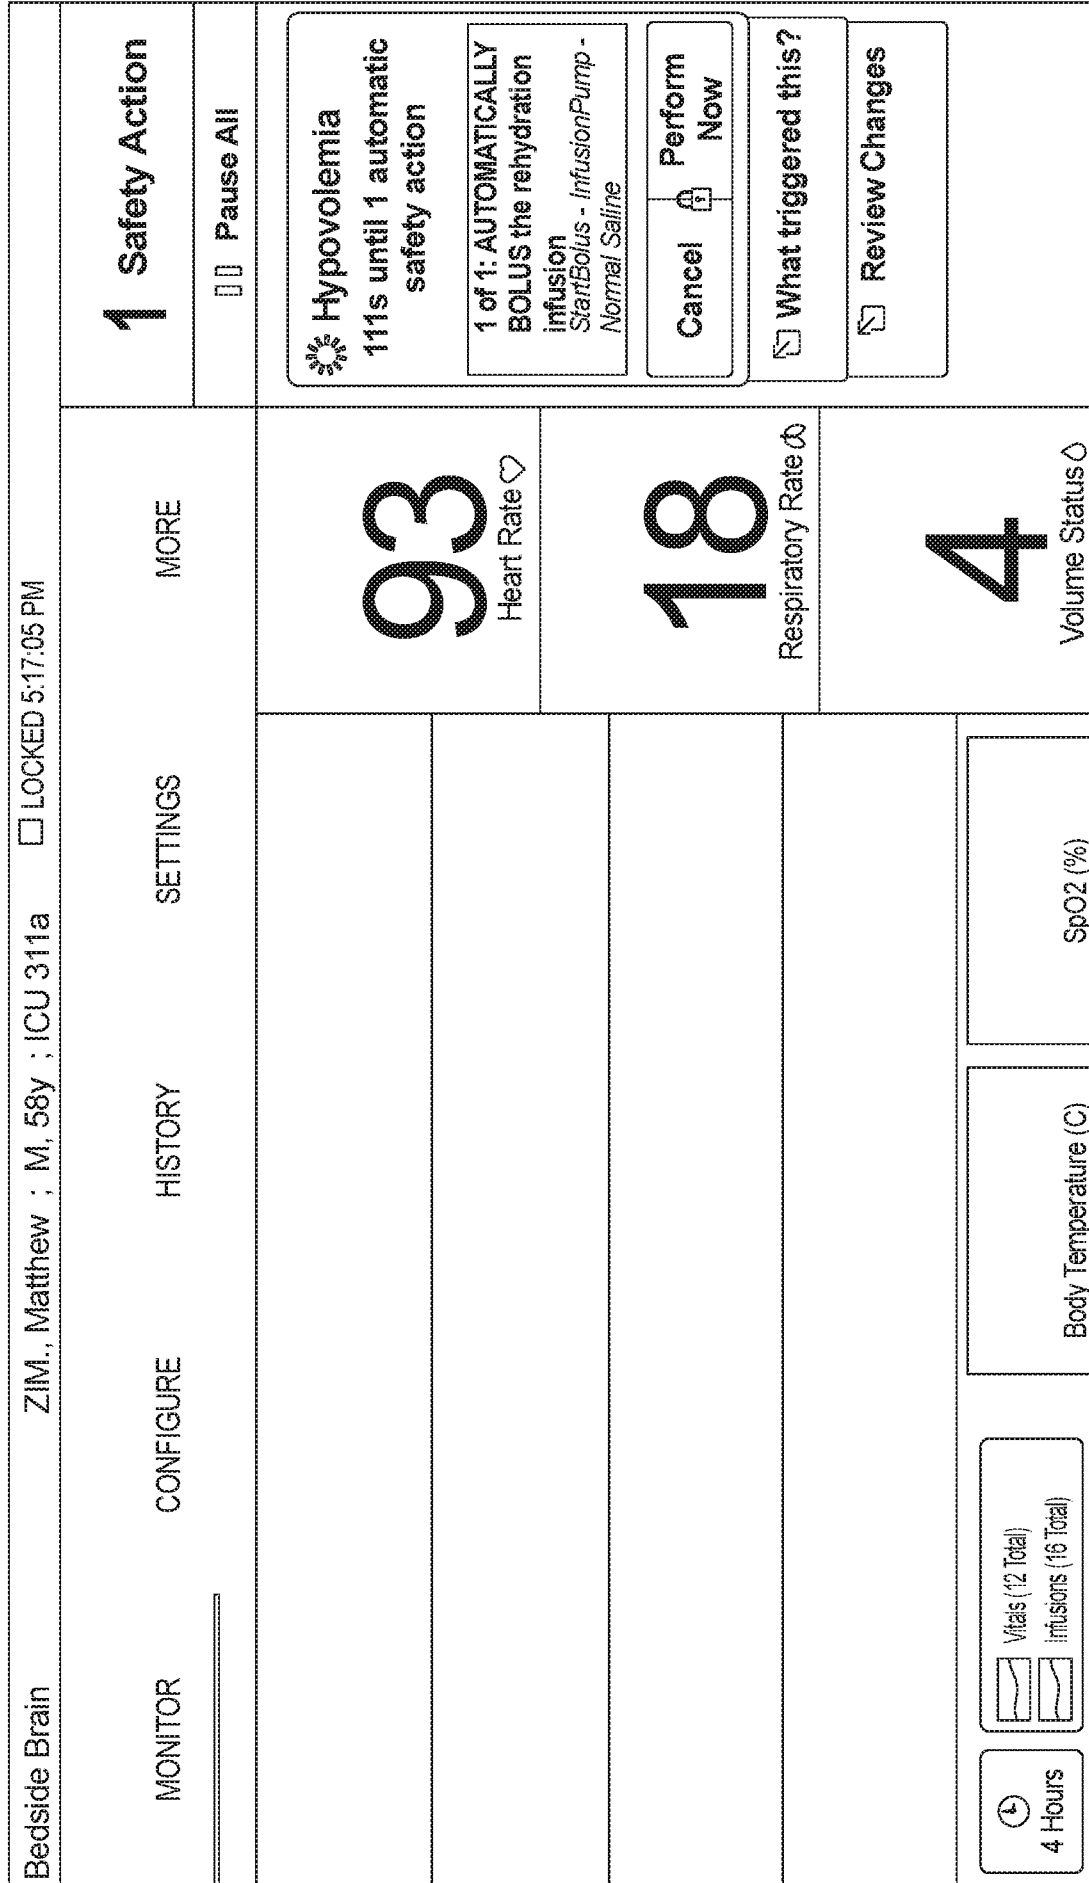 Bedside Brain
ZIM., Matthew ; M, 58y ; ICU 311a
LOCKED 5:17:05 PM
MONITOR
CONFIGURE
HISTORY
SETTINGS
MORE
1 Safety Action
Pause All
Hypovolemia
111s until 1 automatic
safety action
1 of 1: AUTOMATICALLY
BOLUS the rehydration
infusion
StartBolus - InfusionPump -
Normal Saline
Cancel
Perform
Now
What triggered this?
Review Changes
93
Heart Rate
18
Respiratory Rate
4
Volume Status
4 Hours
Vitals (12 Total)
Infusions (16 Total)
Body Temperature (C)
SpO2 (%)